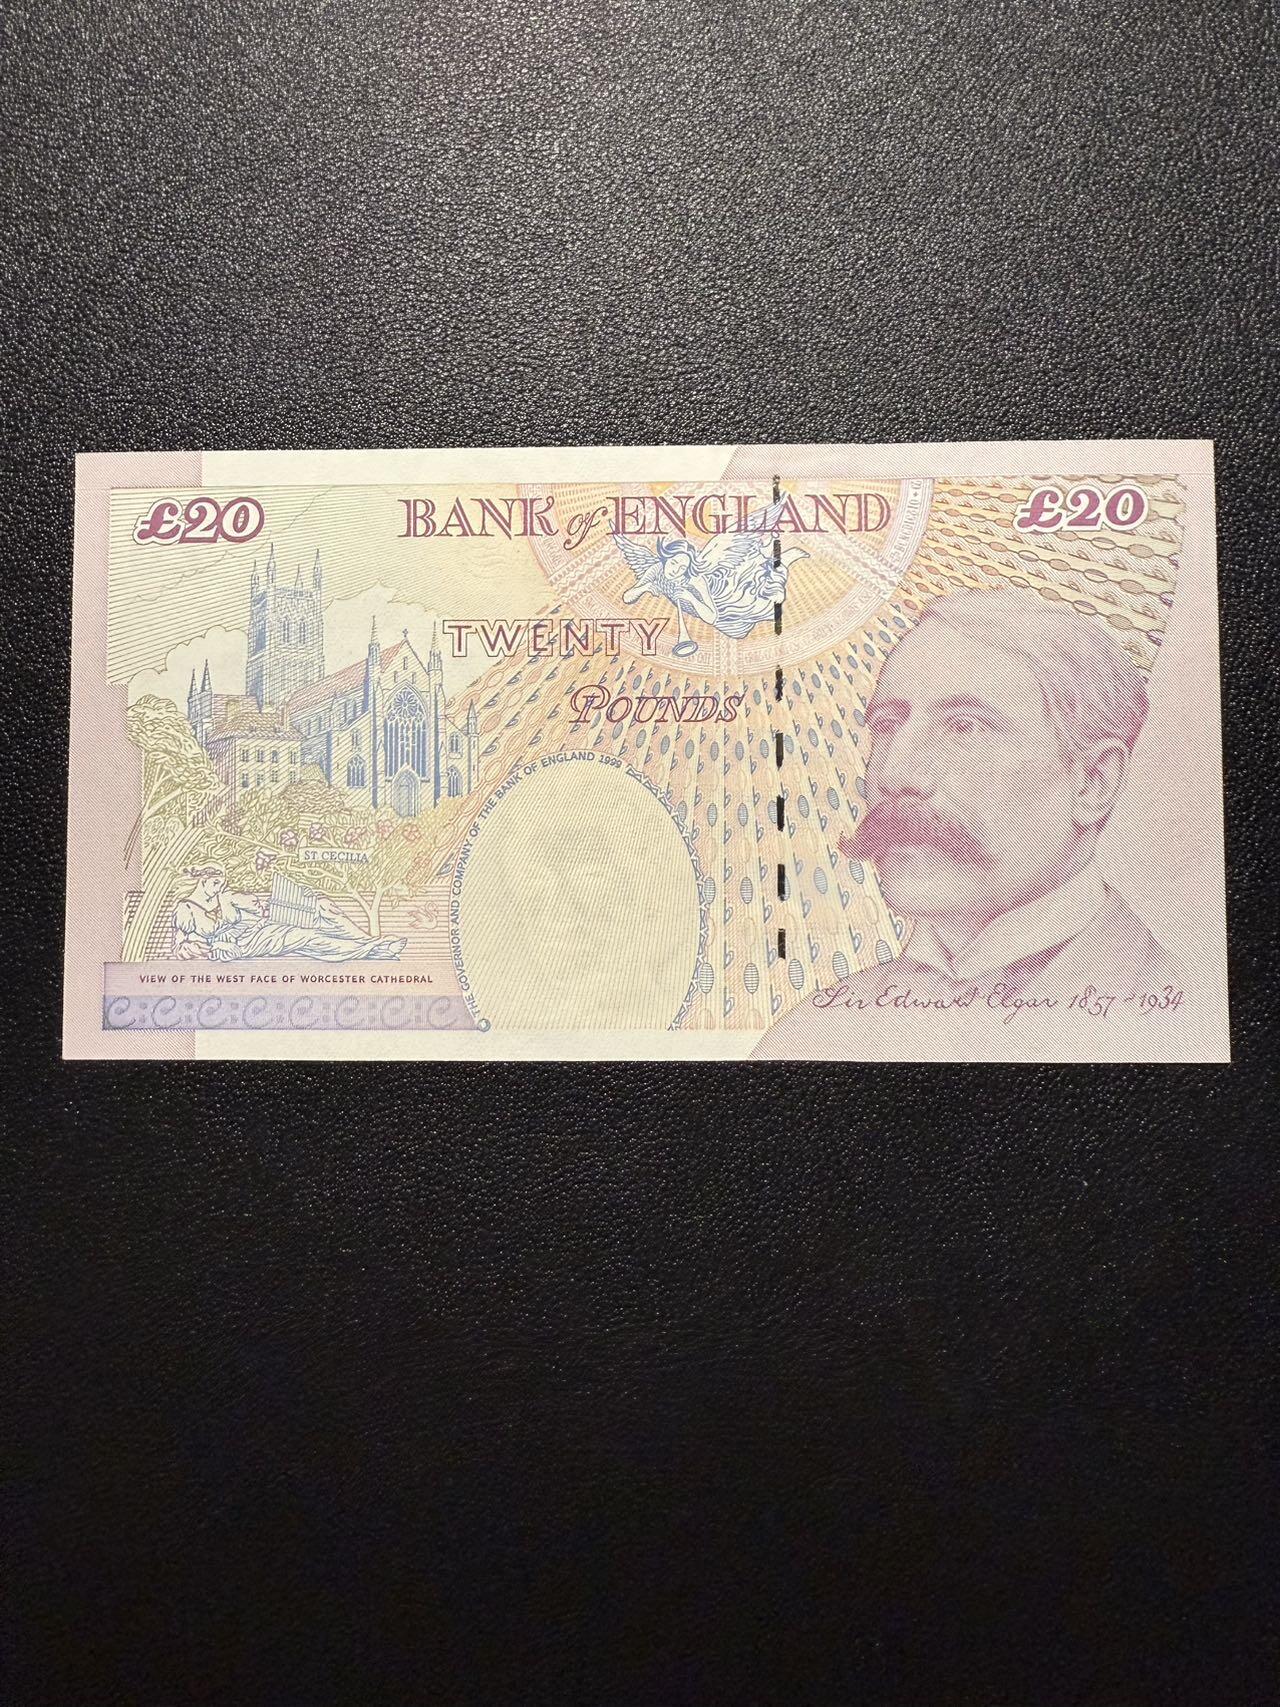 £20
BANK of ENGLAND
£20
TWENTY
POUNDS
THE GOVERNOR AND COMPANY OF THE BANK OF ENGLAND 1999
ST CECILIA
VIEW OF THE WEST FACE OF WORCESTER CATHEDRAL
Sir Edward Elgar 1857-1934